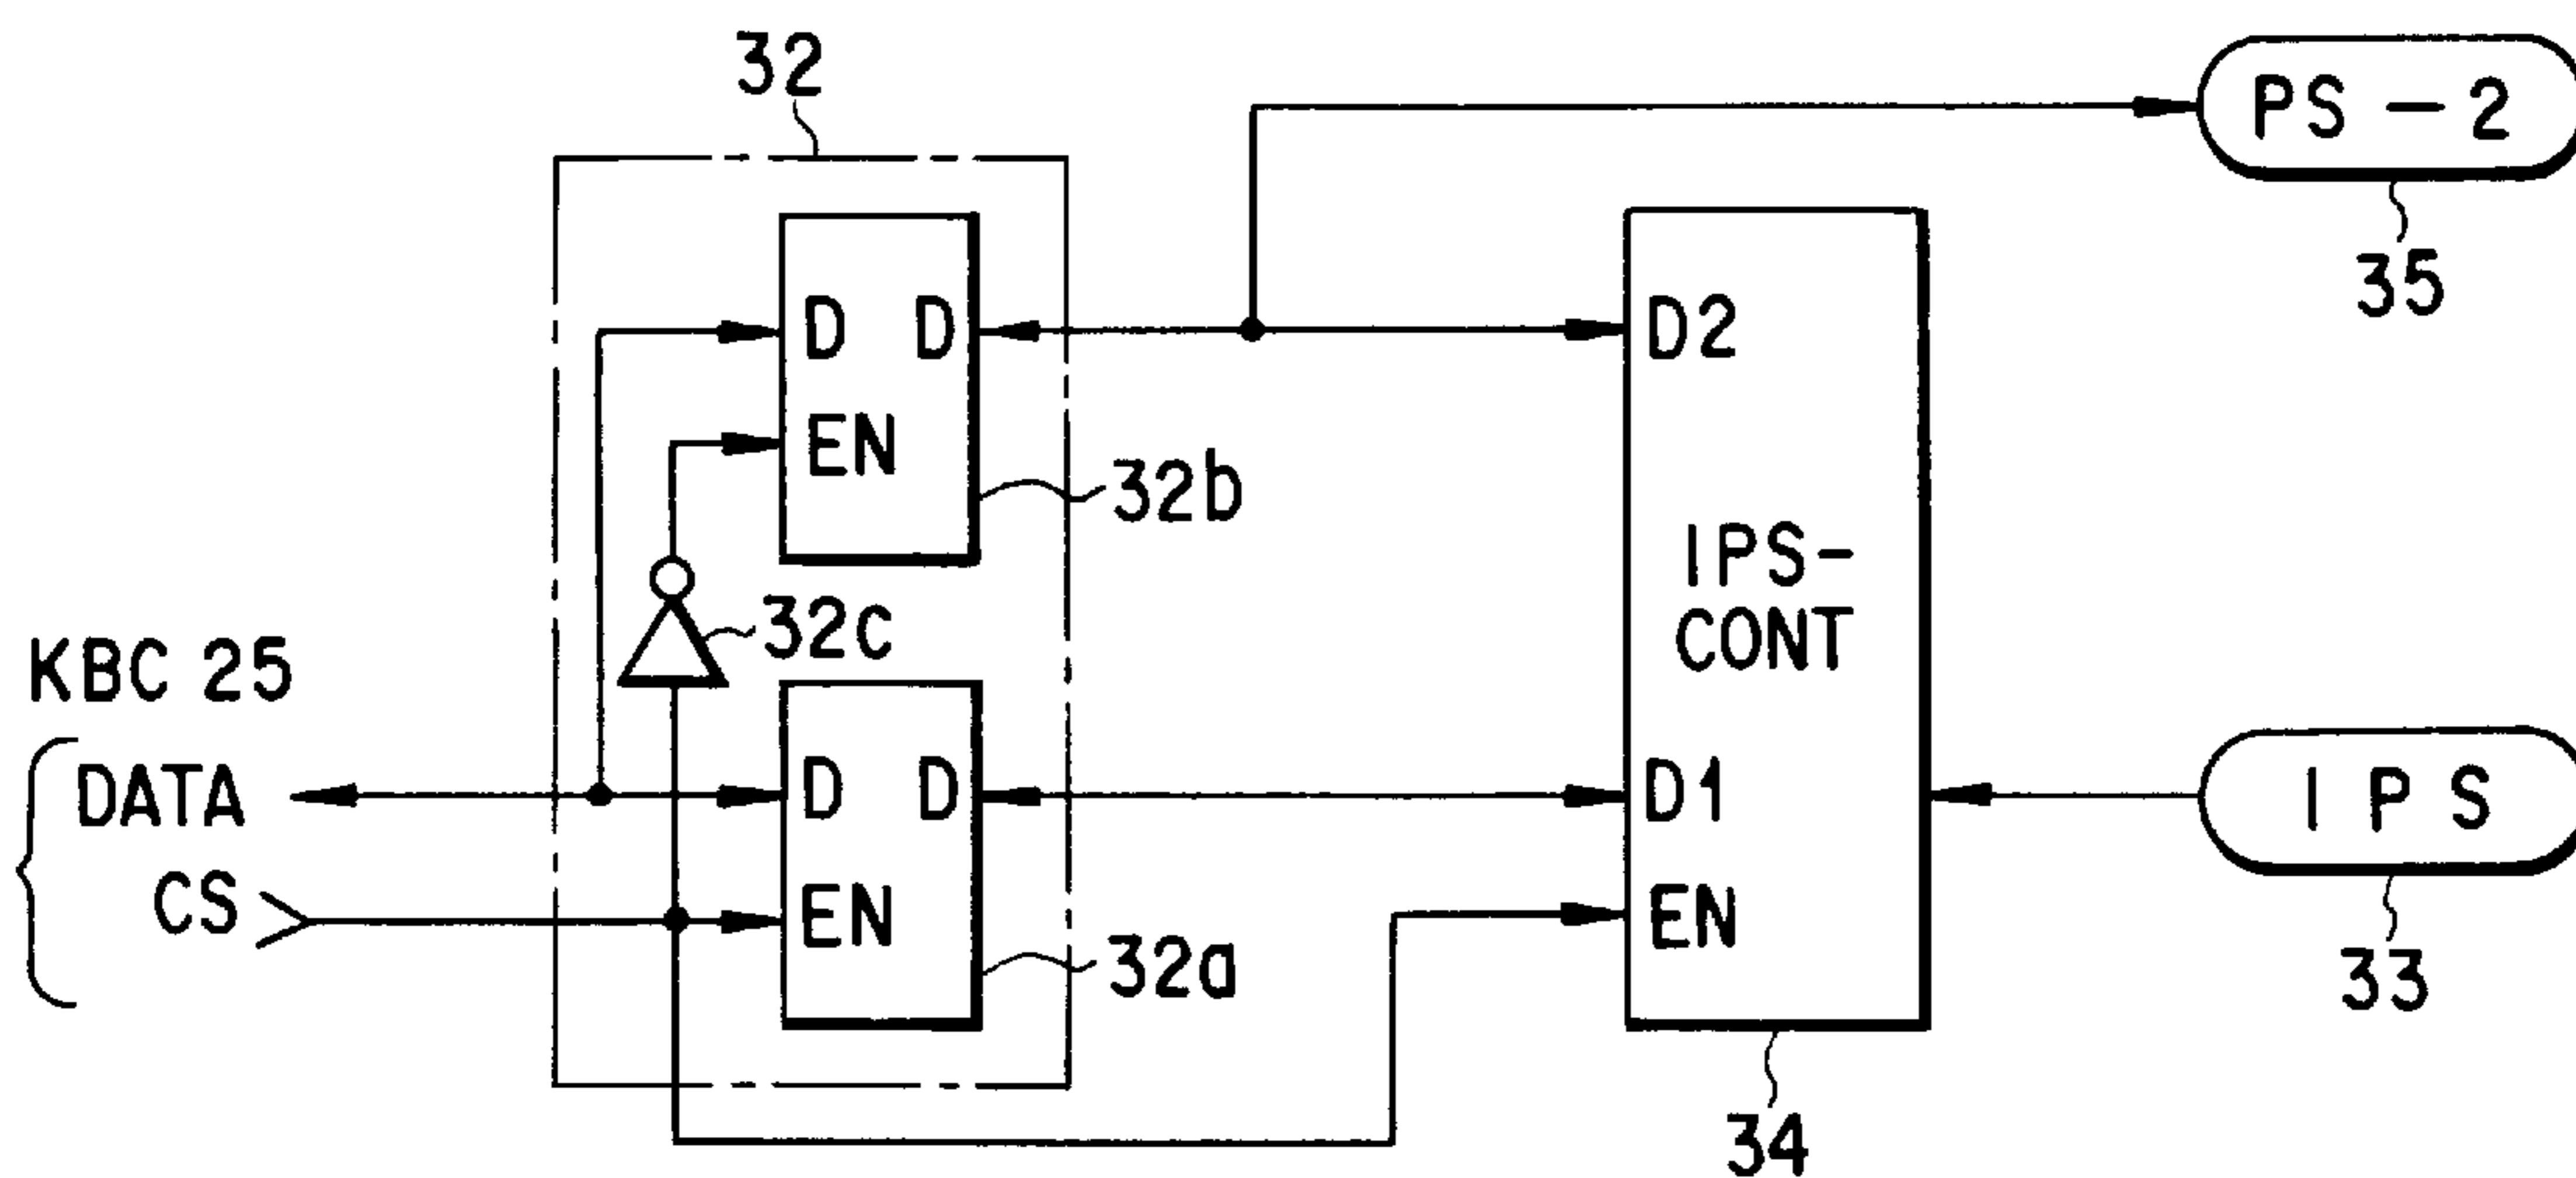 32
PS-2
35
D D
EN
32b
D2
IPS-
CONT
32c
KBC 25
DATA
CS
D D
EN
32a
D1
EN
IPS
33
34